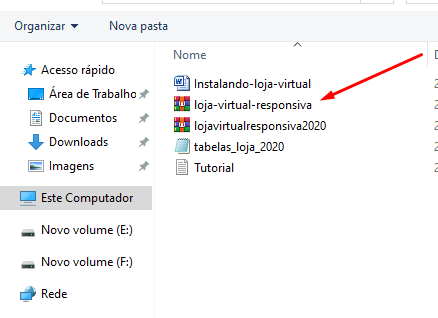 Organizar Nova pasta
Nome
Acesso rápido
Área de Trabalho
Documentos
Downloads
Imagens
Este Computador
Novo volume (E:)
Novo volume (F:)
Rede
Instalando-loja-virtual
loja-virtual-responsiva
lojavirtualresponsiva2020
tabelas_loja_2020
Tutorial